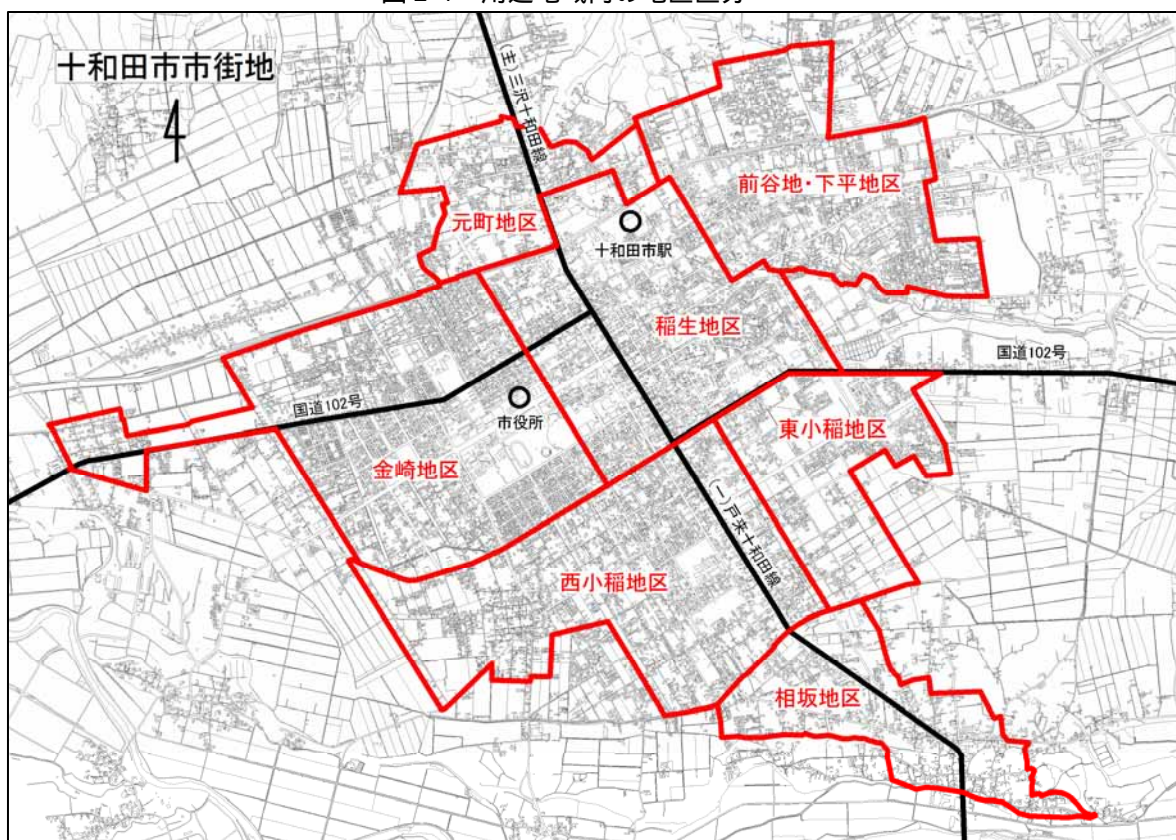 十和田市市街地
(主)三沢十和田線
前谷地・下平地区
元町地区
十和田市駅
稲生地区
国道102号
国道102号
市役所
東小稲地区
金崎地区
(一)戸来十和田線
西小稲地区
相坂地区